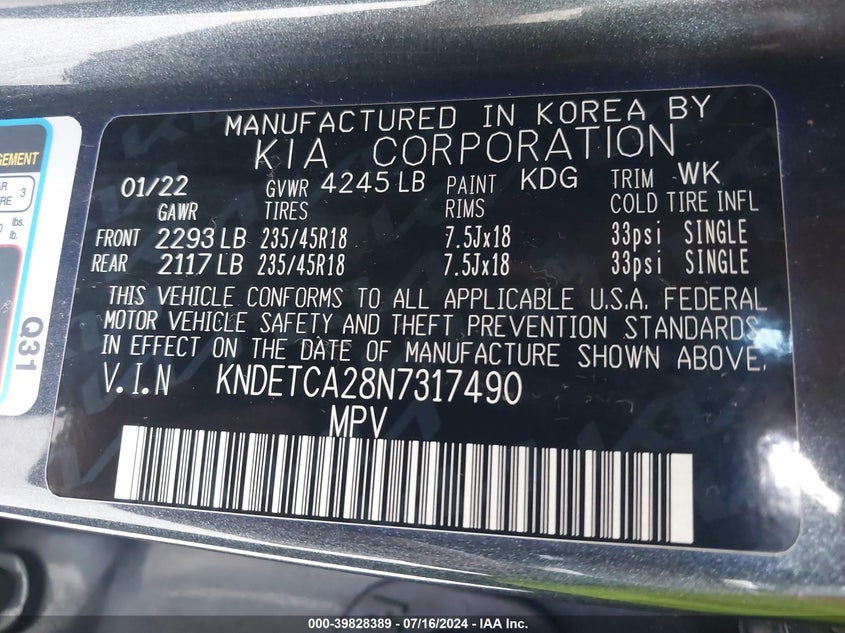 MANUFACTURED IN KOREA BY
KIA CORPORATION
01/22 GVWR 4245 LB PAINT KDG TRIM WK
GAWR TIRES RIMS COLD TIRE INFL
FRONT 2293 LB 235/45R18 7.5Jx18 33psi SINGLE
REAR 2117 LB 235/45R18 7.5Jx18 33psi SINGLE
THIS VEHICLE CONFORMS TO ALL APPLICABLE U.S.A. FEDERAL
MOTOR VEHICLE SAFETY AND THEFT PREVENTION STANDARDS
IN EFFECT ON THE DATE OF MANUFACTURE SHOWN ABOVE.
V.I.N KNDETCA28N7317490
MPV
3
lbs.
lb.
Q31
000-39828389 / 07/16/2024 - IAA Inc.